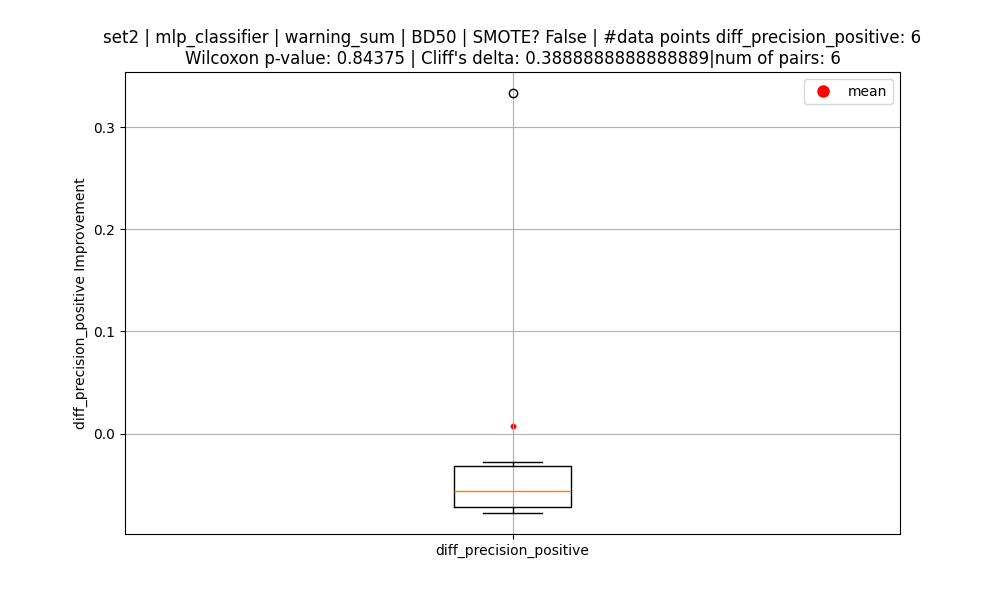 set2 | mlp_classifier | warning_sum | BD50 | SMOTE? False | #data points diff_precision_positive: 6
Wilcoxon p-value: 0.84375 | Cliff's delta: 0.3888888888888889|num of pairs: 6
mean
0.3
0.2
0.1
0.0
diff_precision_positive Improvement
diff_precision_positive